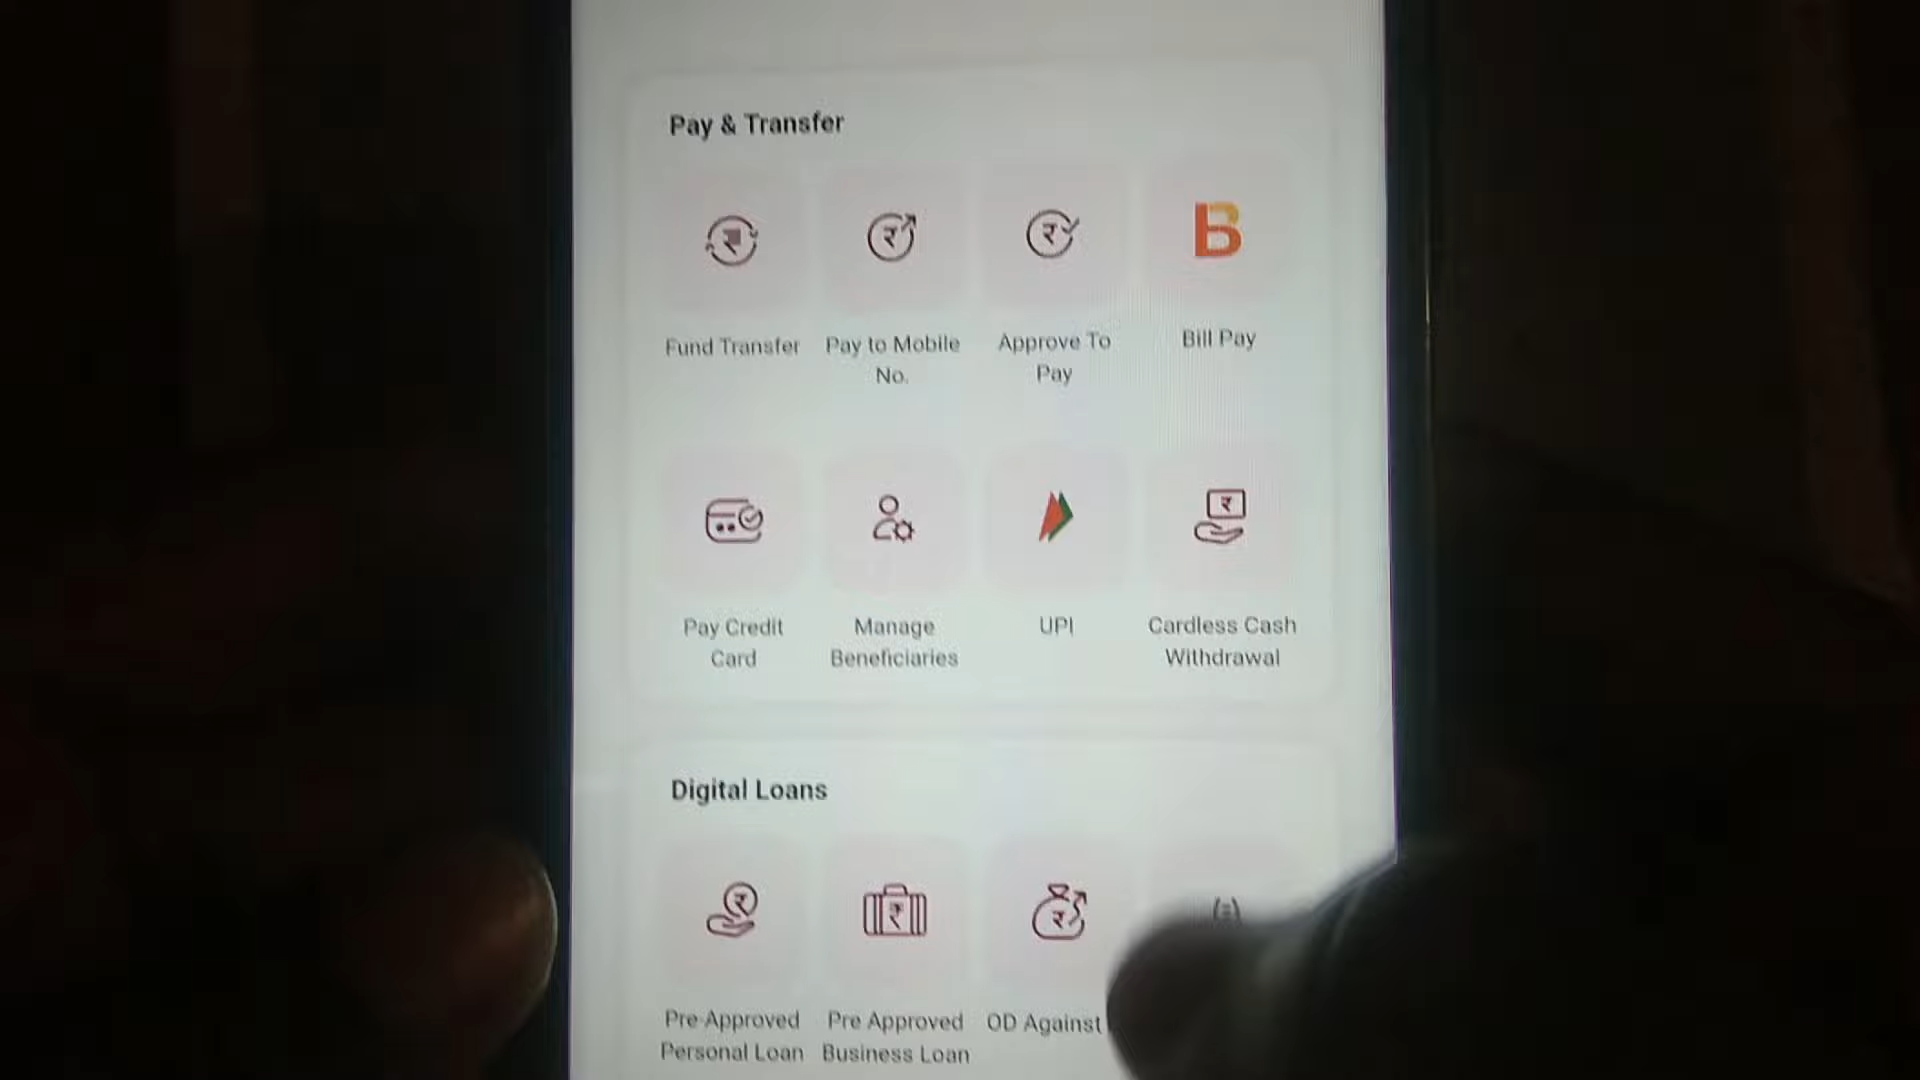 Pay & Transfer
Fund Transfer
Pay to Mobile
No.
Approve To
Pay
Bill Pay
Pay Credit
Card
Manage
Beneficiaries
UPI
Cardless Cash
Withdrawal
Digital Loans
Pre-Approved
Personal Loan
Pre Approved
Business Loan
OD Against